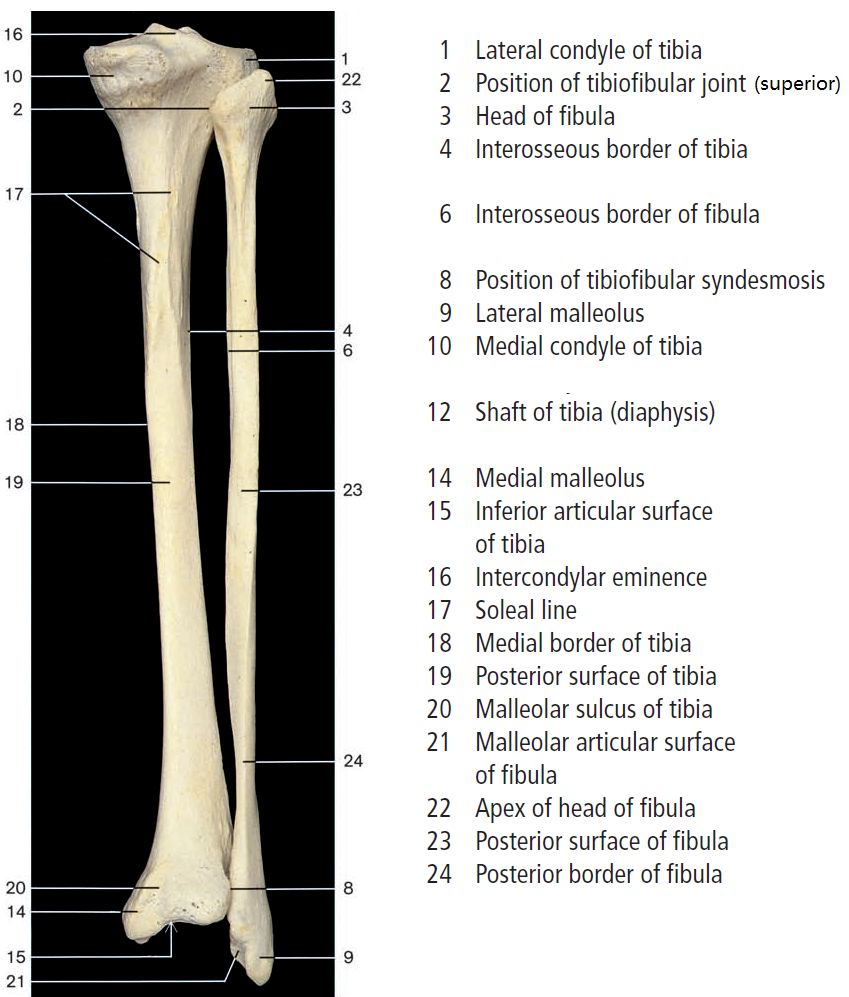 16
1
10
22
2
3
17
4
6
18
19
23
24
20
8
14
15
9
21
1 Lateral condyle of tibia
2 Position of tibiofibular joint (superior)
3 Head of fibula
4 Interosseous border of tibia
6 Interosseous border of fibula
8 Position of tibiofibular syndesmosis
9 Lateral malleolus
10 Medial condyle of tibia
12 Shaft of tibia (diaphysis)
14 Medial malleolus
15 Inferior articular surface
of tibia
16 Intercondylar eminence
17 Soleal line
18 Medial border of tibia
19 Posterior surface of tibia
20 Malleolar sulcus of tibia
21 Malleolar articular surface
of fibula
22 Apex of head of fibula
23 Posterior surface of fibula
24 Posterior border of fibula